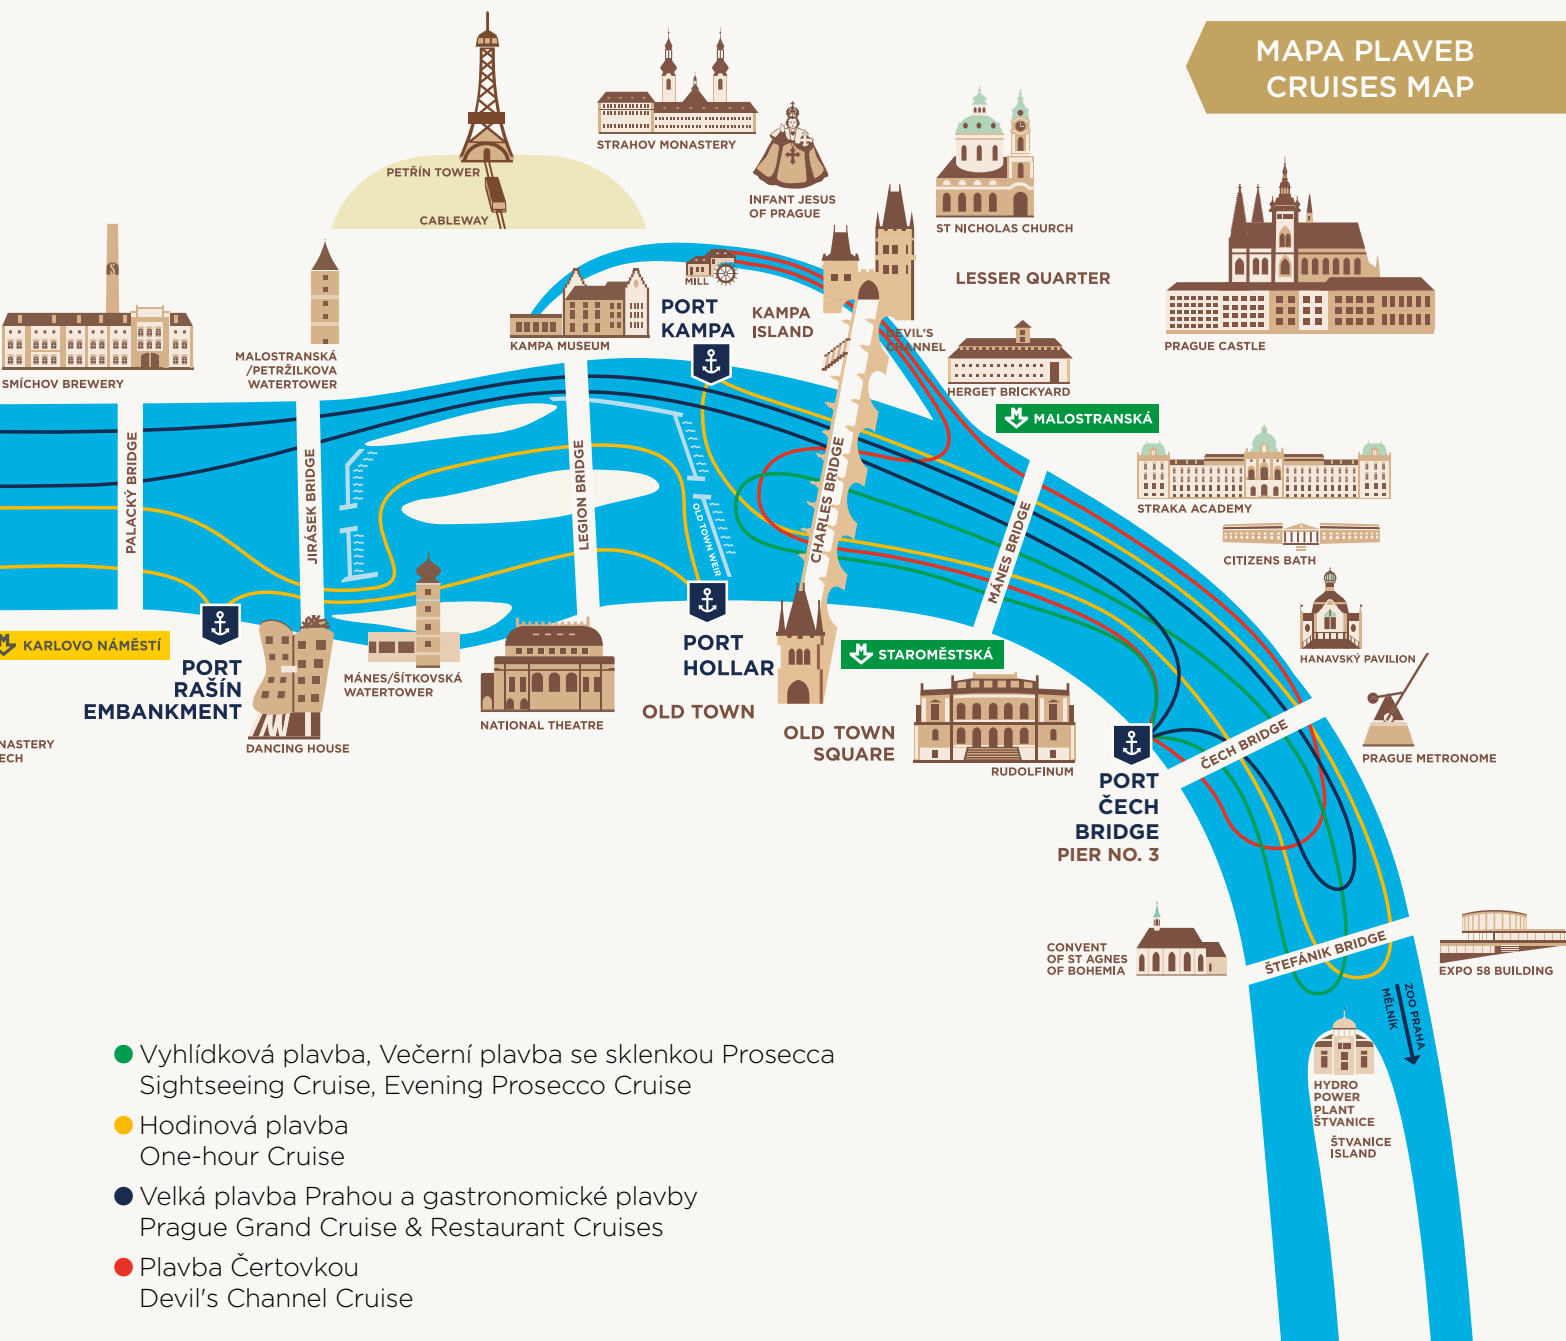 MAPA PLAVEB
CRUISES MAP
PETŘÍN TOWER
CABLEWAY
STRAHOV MONASTERY
INFANT JESUS
OF PRAGUE
ST NICHOLAS CHURCH
LESSER QUARTER
PRAGUE CASTLE
SMÍCHOV BREWERY
MALOSTRANSKÁ
/PETRŽILKOVA
WATERTOWER
KAMPA MUSEUM
MILL
PORT
KAMPA
KAMPA
ISLAND
DEVIL'S
CHANNEL
HERGET BRICKYARD
MALOSTRANSKÁ
STRAKA ACADEMY
CITIZENS BATH
HANAVSKÝ PAVILION
PRAGUE METRONOME
PALACKÝ BRIDGE
JIRÁSEK BRIDGE
LEGION BRIDGE
OLD TOWN WEIR
CHARLES BRIDGE
MÁNES BRIDGE
ČECH BRIDGE
ŠTEFÁNIK BRIDGE
KARLOVO NÁMĚSTÍ
PORT
RAŠÍN
EMBANKMENT
NASTERY
ECH
DANCING HOUSE
MÁNES/ŠÍTKOVSKÁ
WATERTOWER
NATIONAL THEATRE
PORT
HOLLAR
OLD TOWN
OLD TOWN
SQUARE
STAROMĚSTSKÁ
RUDOLFINUM
PORT
ČECH
BRIDGE
PIER NO. 3
CONVENT
OF ST AGNES
OF BOHEMIA
EXPO 58 BUILDING
ZOO PRAHA
MĚLNÍK
HYDRO
POWER
PLANT
ŠTVANICE
ŠTVANICE
ISLAND
Vyhlídková plavba, Večerní plavba se sklenkou Prosecca
Sightseeing Cruise, Evening Prosecco Cruise
Hodinová plavba
One-hour Cruise
Velká plavba Prahou a gastronomické plavby
Prague Grand Cruise & Restaurant Cruises
Plavba Čertovkou
Devil's Channel Cruise